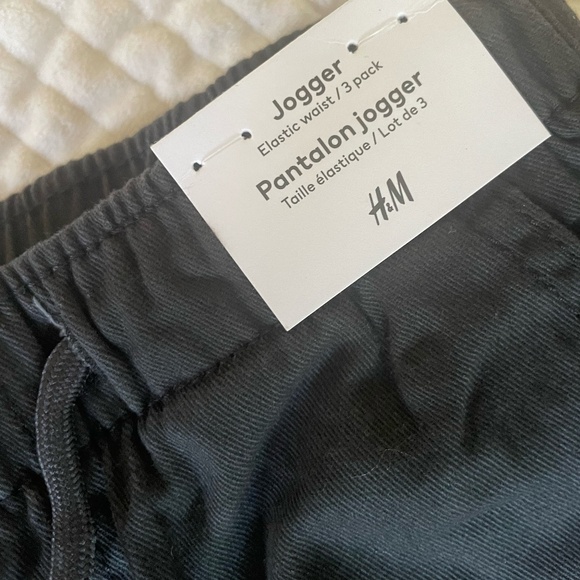 Jogger
Elastic waist / 3 pack
Pantalon jogger
Taille élastique / Lot de 3
H&M